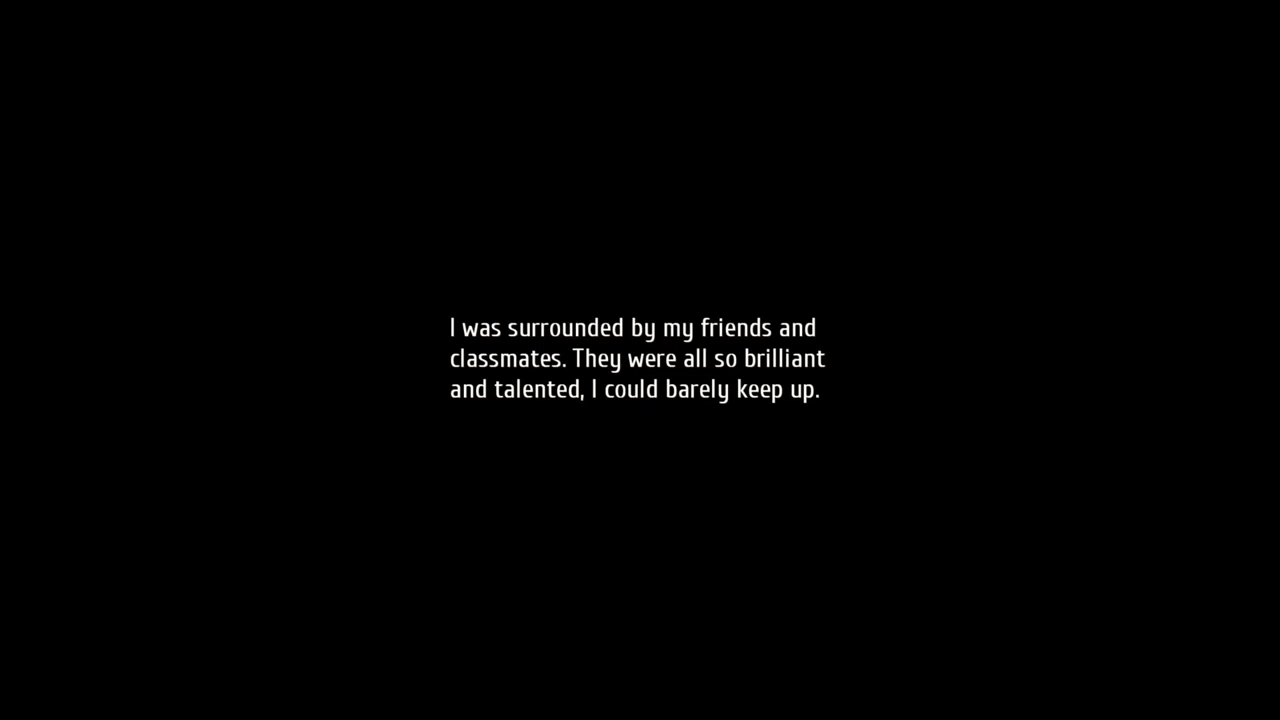 I was surrounded by my friends and
classmates. They were all so brilliant
and talented, I could barely keep up.